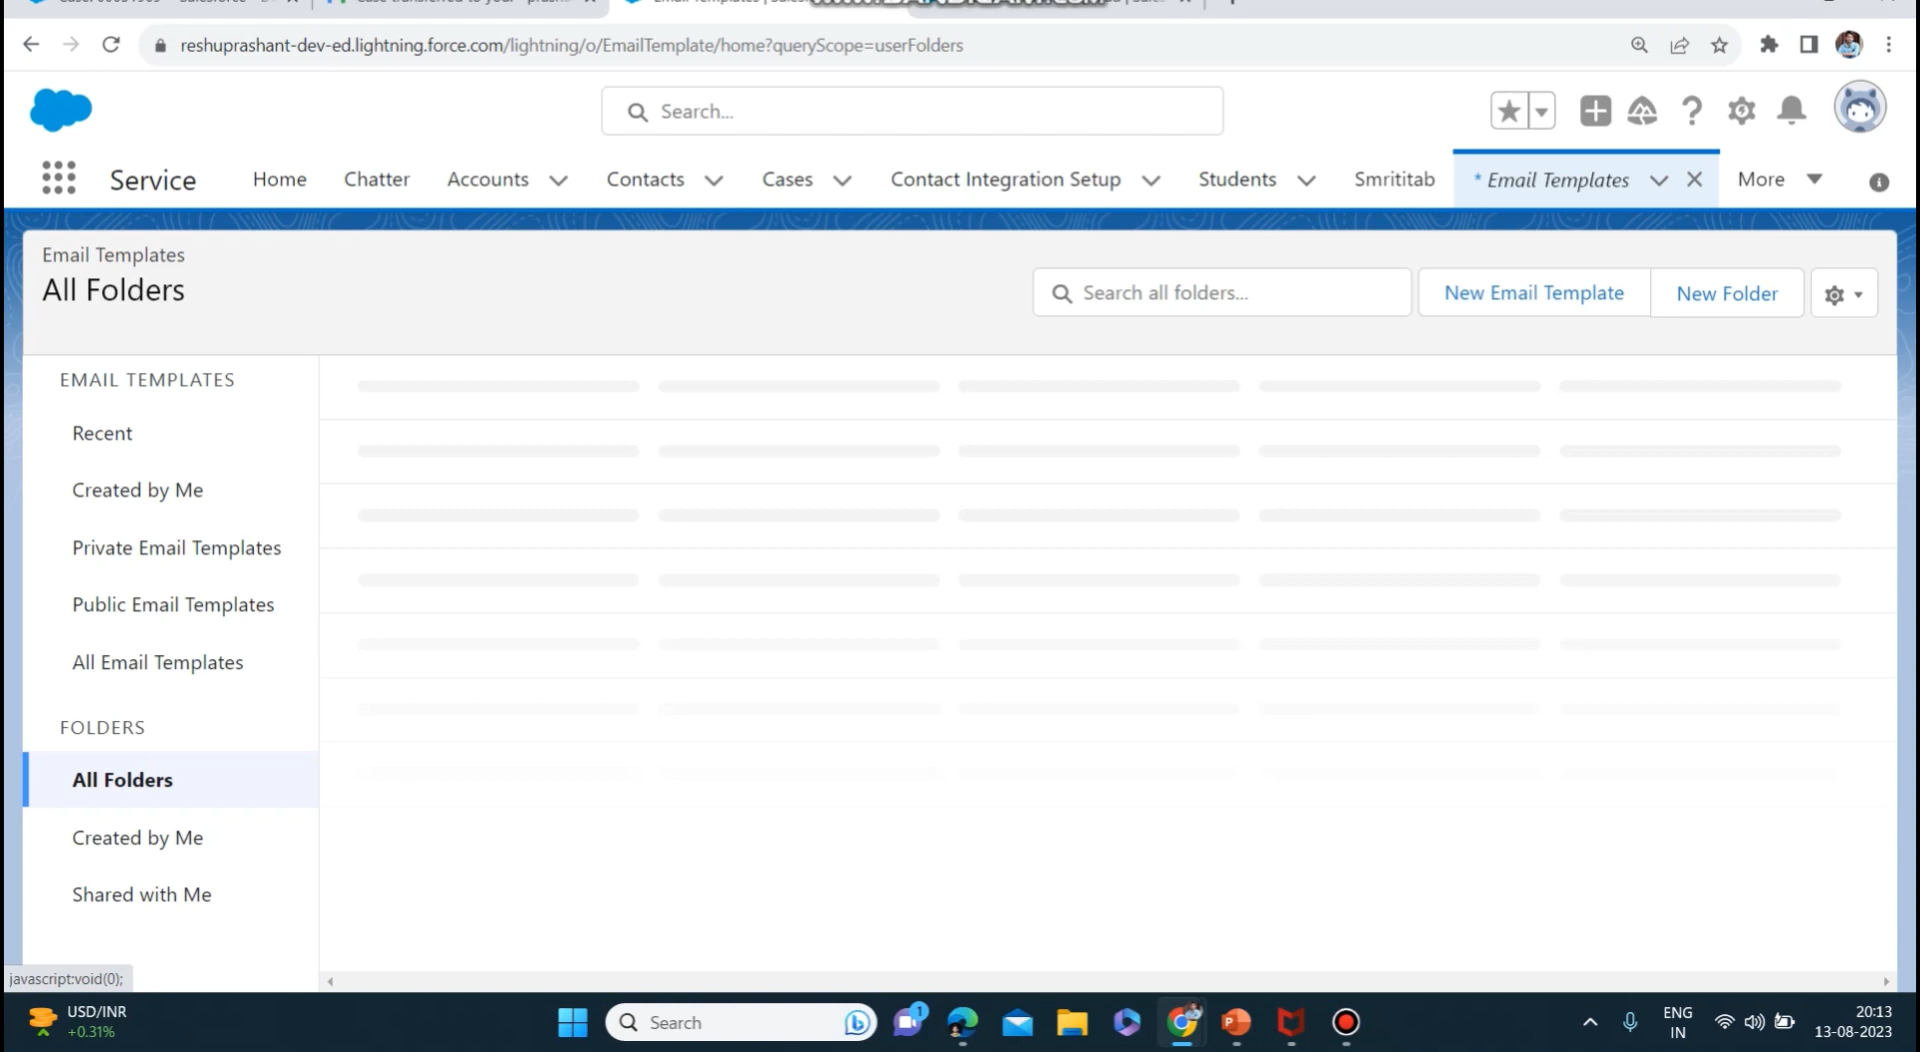 reshuprashant-dev-ed.lightning.force.com/lightning/o/EmailTemplate/home?queryScope=userFolders
Search...
Service
Home
Chatter
Accounts
Contacts
Cases
Contact Integration Setup
Students
Smrititab
* Email Templates
More
Email Templates
All Folders
Search all folders...
New Email Template
New Folder
EMAIL TEMPLATES
Recent
Created by Me
Private Email Templates
Public Email Templates
All Email Templates
FOLDERS
All Folders
Created by Me
Shared with Me
javascript:void(0);
USD/INR
+0.31%
Search
1
ENG
IN
20:13
13-08-2023